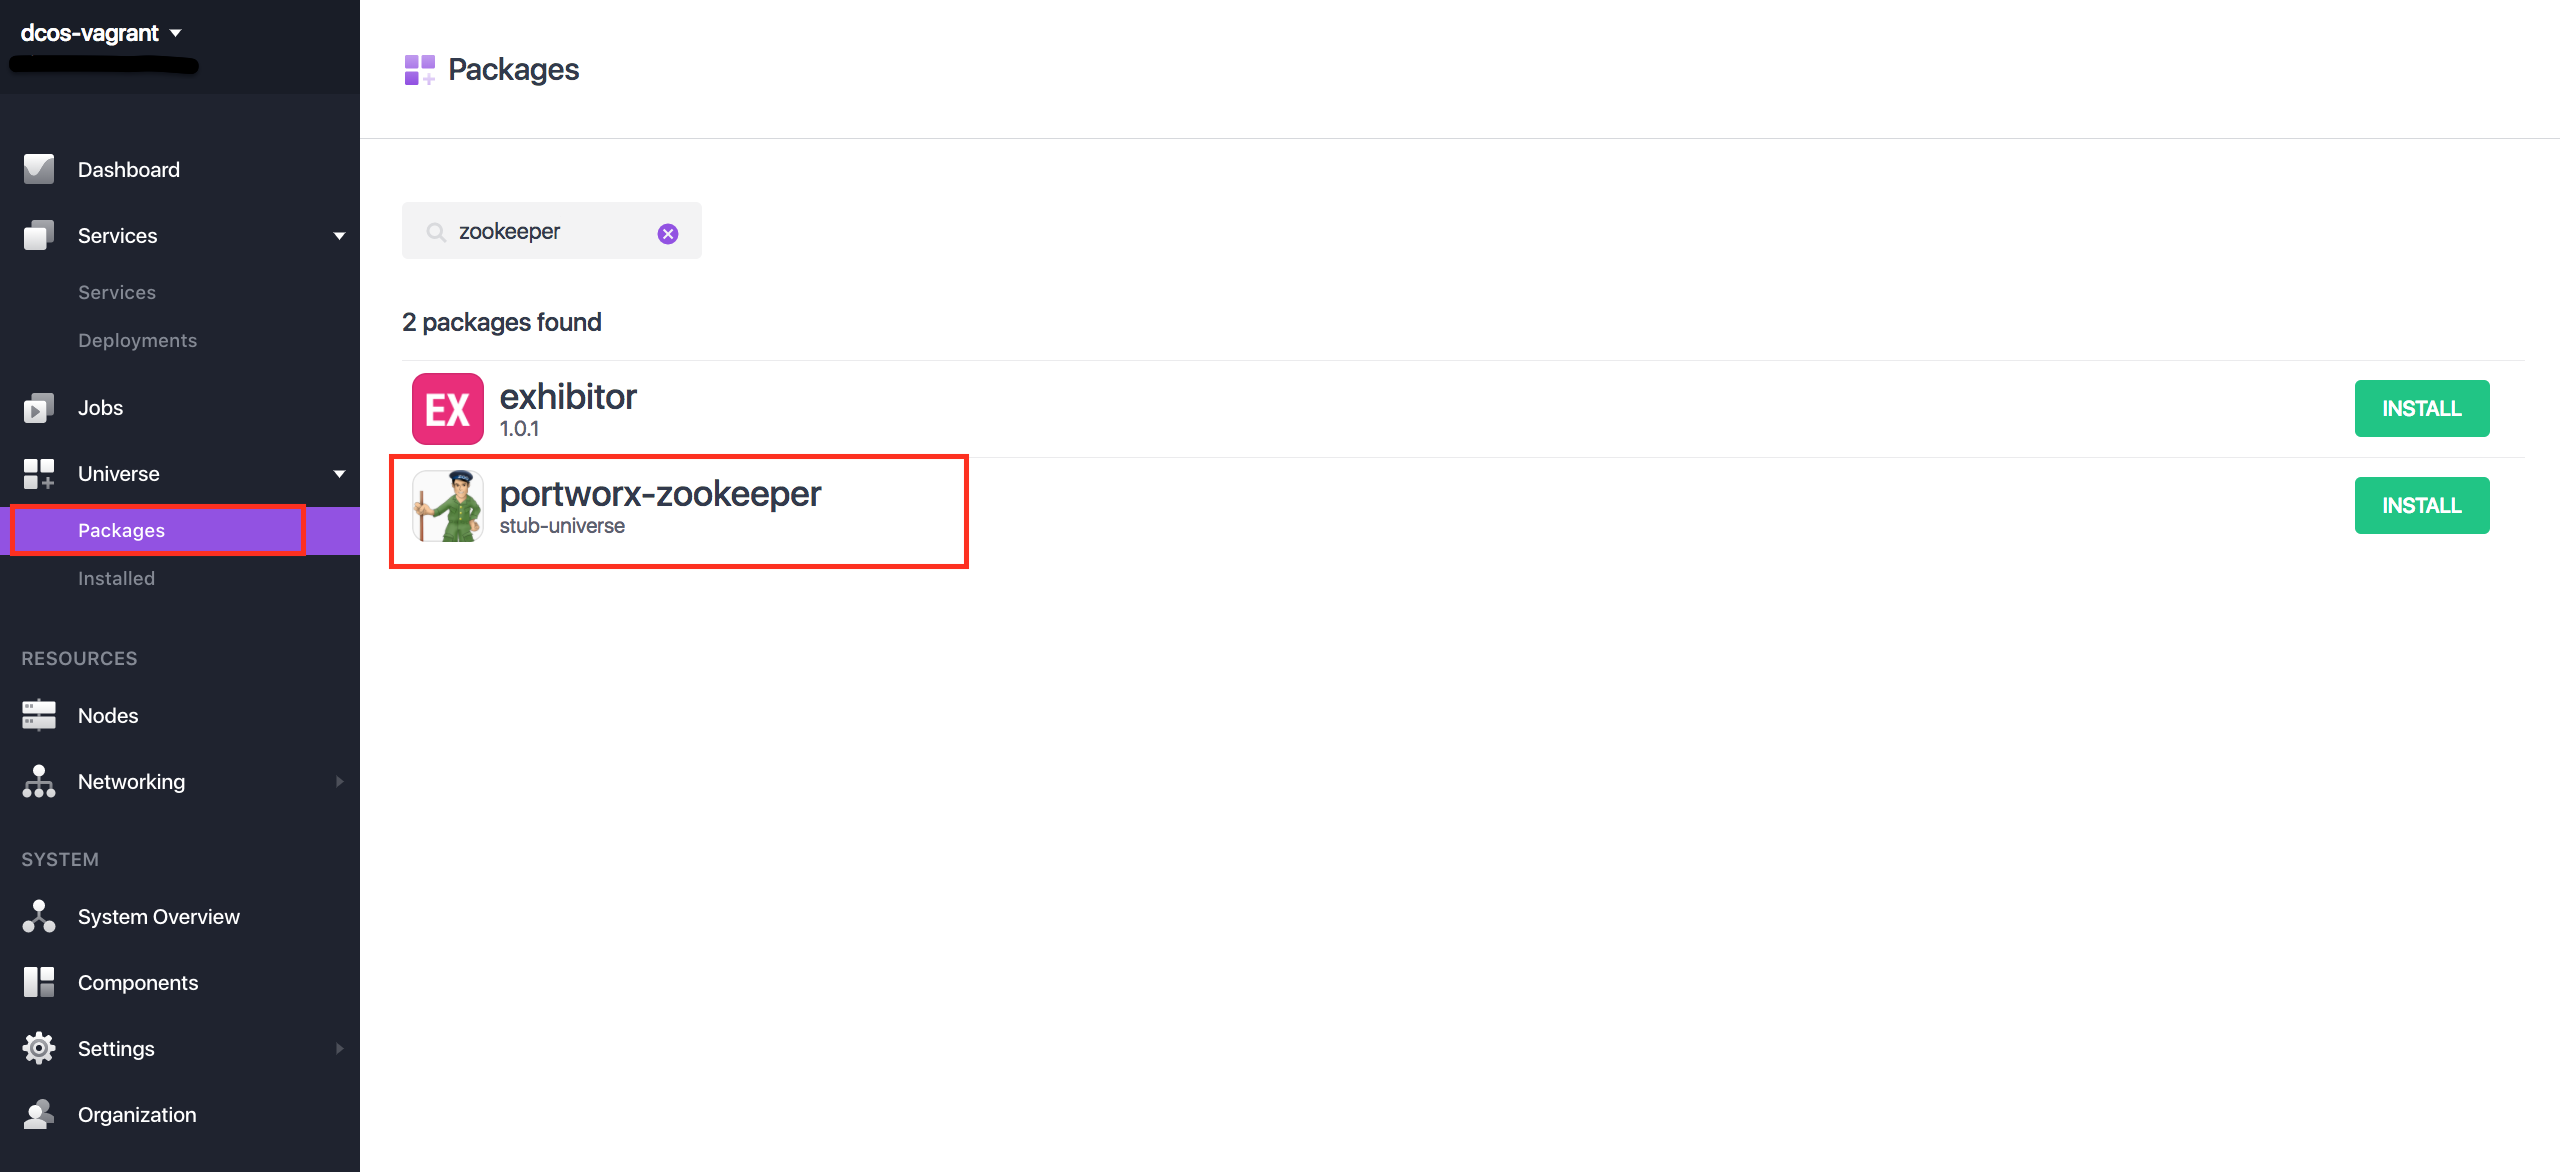 dcos-vagrant
Dashboard
Services
Services
Deployments
Jobs
Universe
Packages
Installed
RESOURCES
Nodes
Networking
SYSTEM
System Overview
Components
Settings
Organization
Packages
zookeeper
2 packages found
EX
exhibitor
1.0.1
INSTALL
portworx-zookeeper
stub-universe
INSTALL